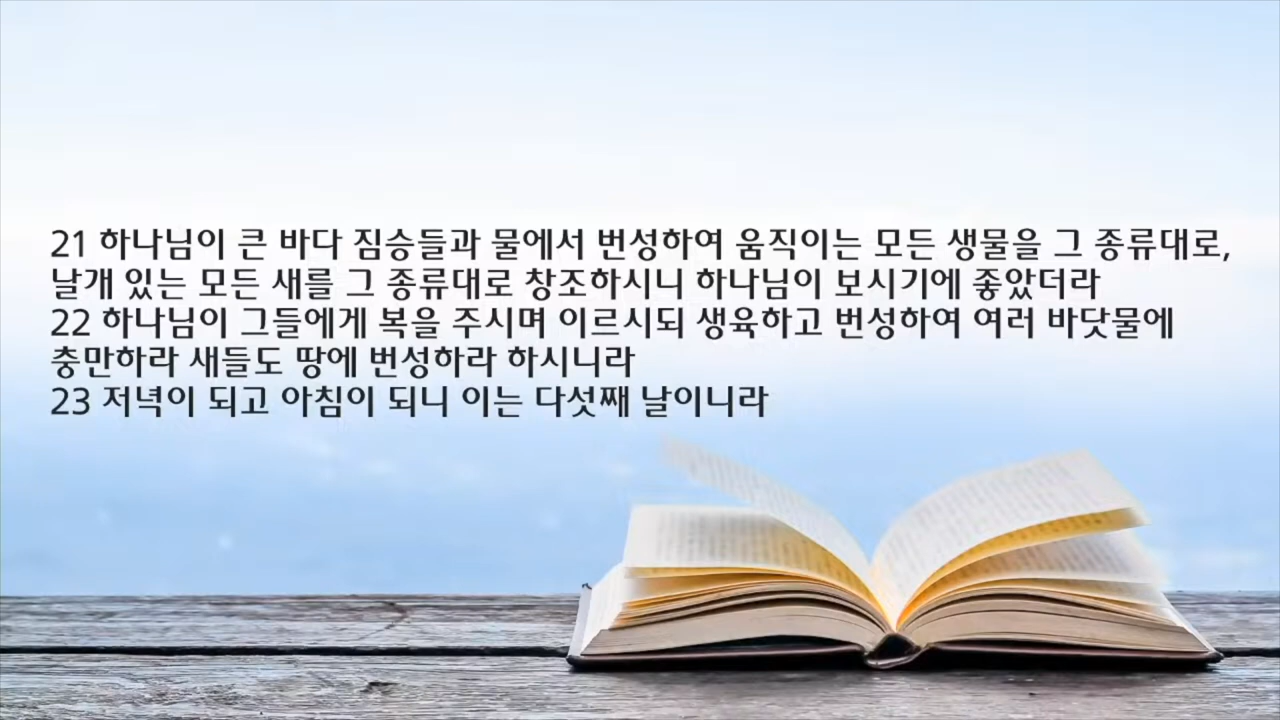 21 하나님이 큰 바다 짐승들과 물에서 번성하여 움직이는 모든 생물을 그 종류대로,
날개 있는 모든 새를 그 종류대로 창조하시니 하나님이 보시기에 좋았더라
22 하나님이 그들에게 복을 주시며 이르시되 생육하고 번성하여 여러 바닷물에
충만하라 새들도 땅에 번성하라 하시니라
23 저녁이 되고 아침이 되니 이는 다섯째 날이니라